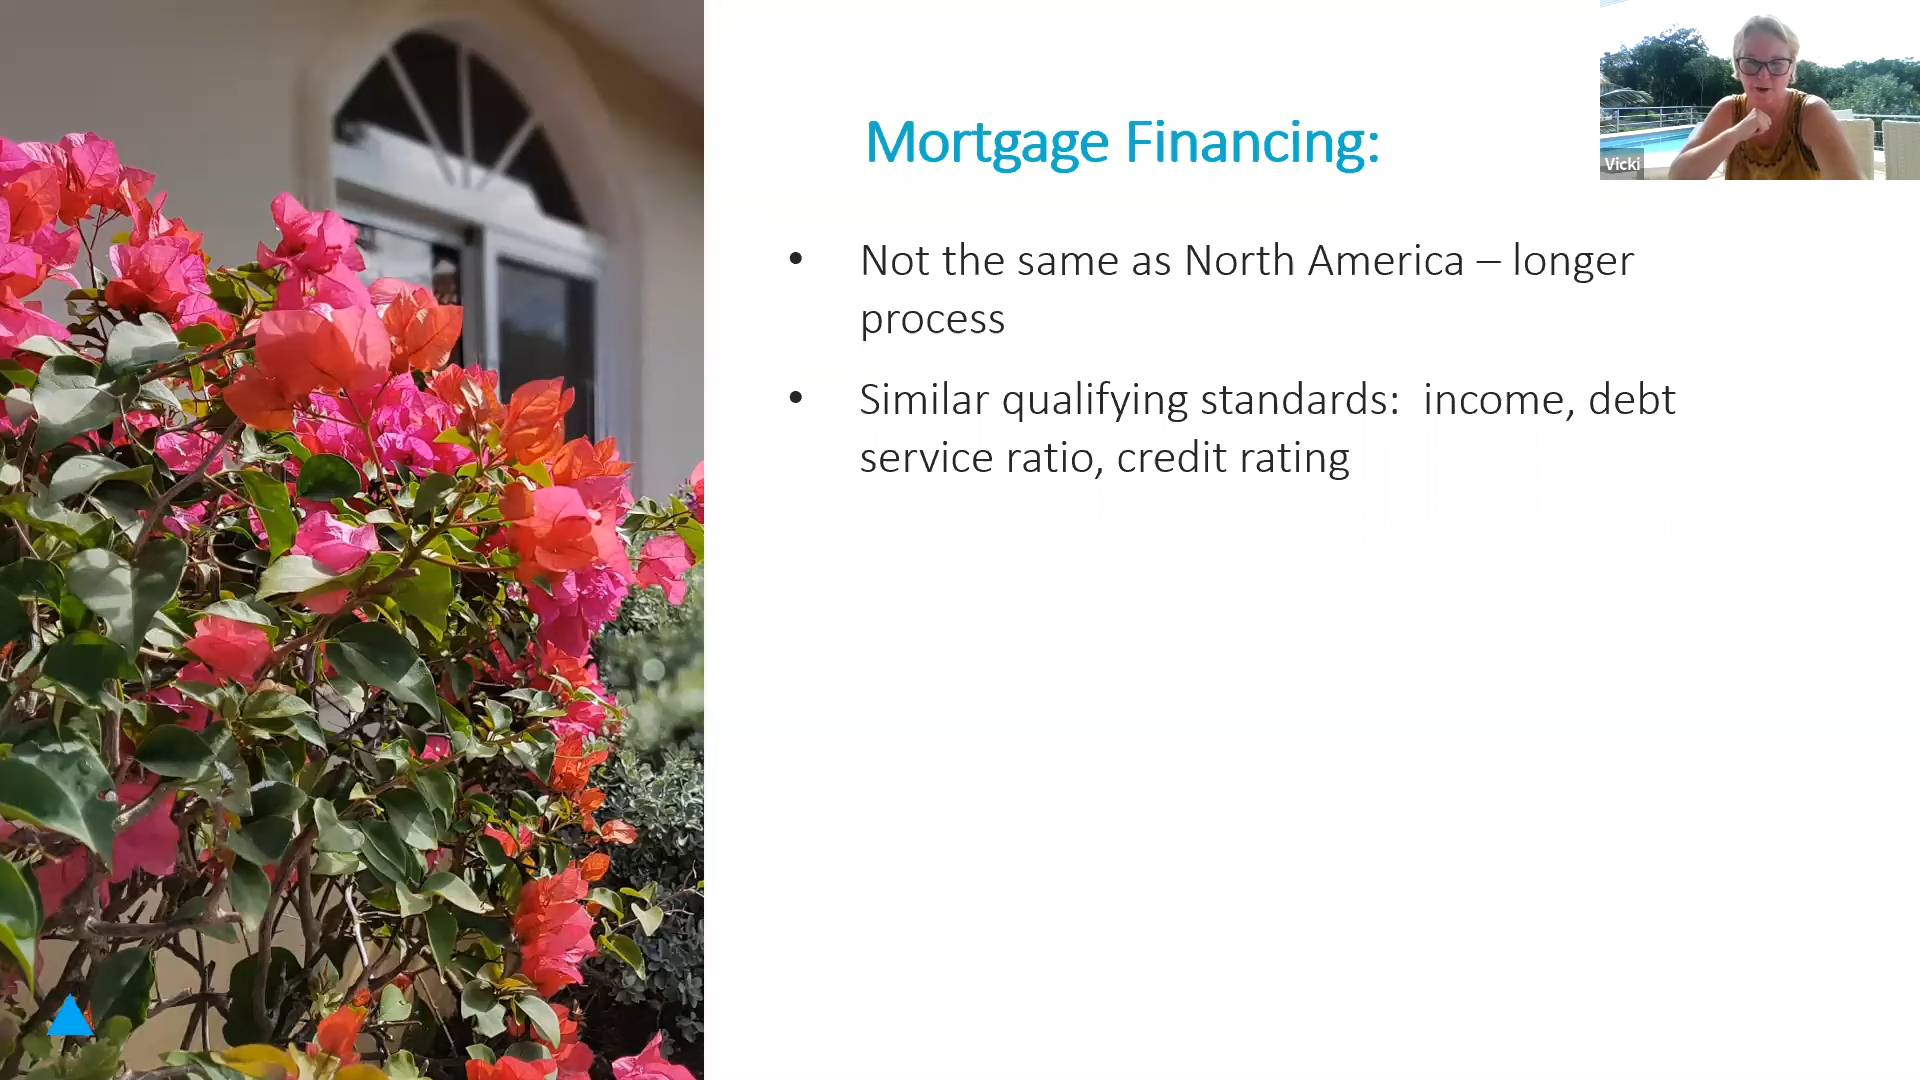 Mortgage Financing:
Vicki
• Not the same as North America – longer
process
• Similar qualifying standards:  income, debt
service ratio, credit rating